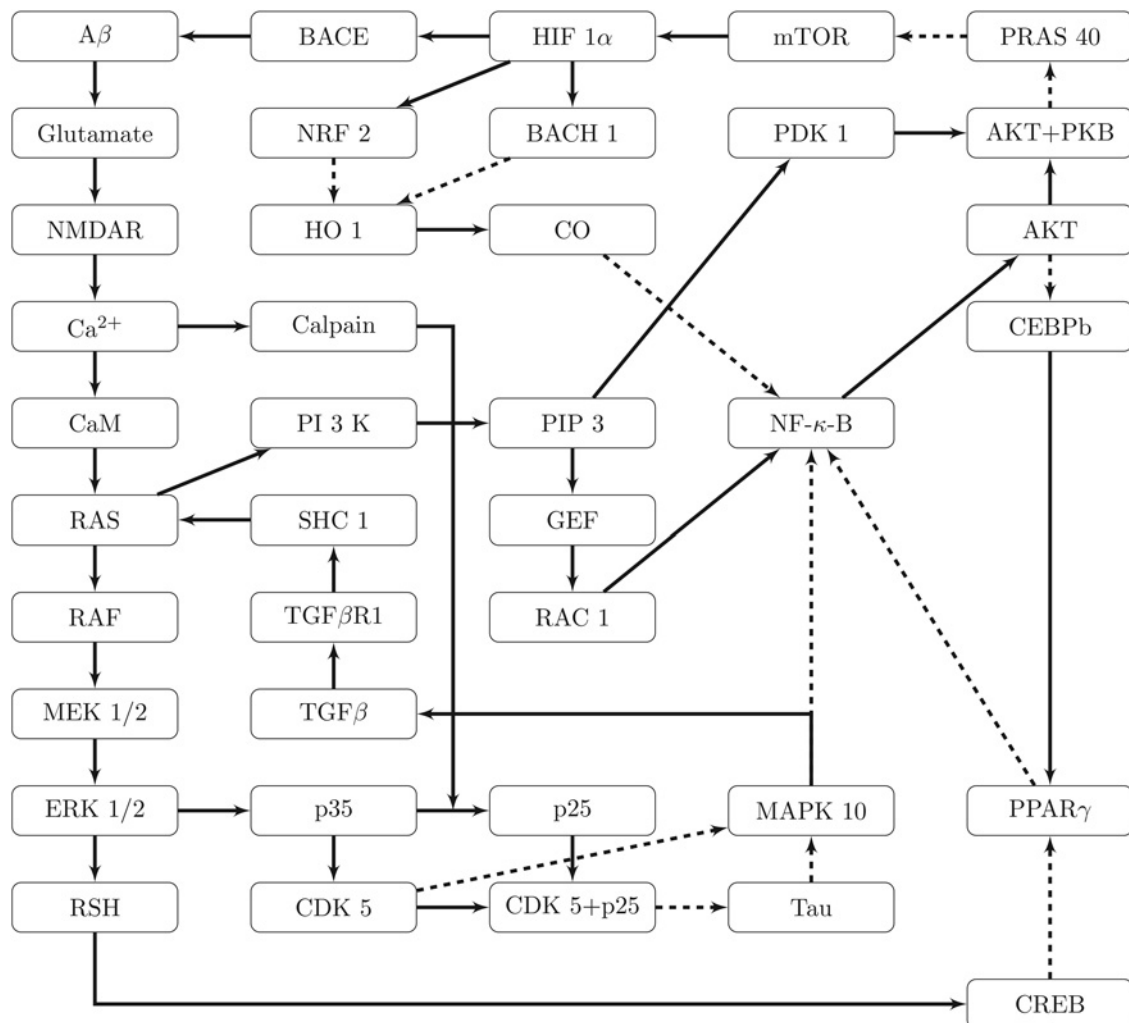 Aβ
BACE
HIF 1α
mTOR
PRAS 40
Glutamate
NRF 2
BACH 1
PDK 1
AKT+PKB
NMDAR
HO 1
CO
AKT
Ca²⁺
Calpain
CEBPb
CaM
PI 3 K
PIP 3
NF-κ-B
RAS
SHC 1
GEF
RAF
TGFβR1
RAC 1
MEK 1/2
TGFβ
ERK 1/2
p35
p25
MAPK 10
PPARγ
RSH
CDK 5
CDK 5+p25
Tau
CREB